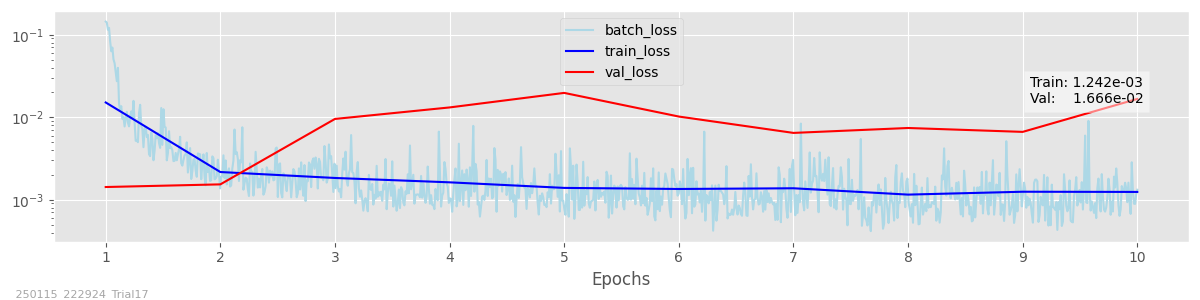 10⁻¹
10⁻²
10⁻³
batch_loss
train_loss
val_loss
Train: 1.242e-03
Val: 1.666e-02
1 2 3 4 5 6 7 8 9 10
Epochs
250115_222924_Trial17